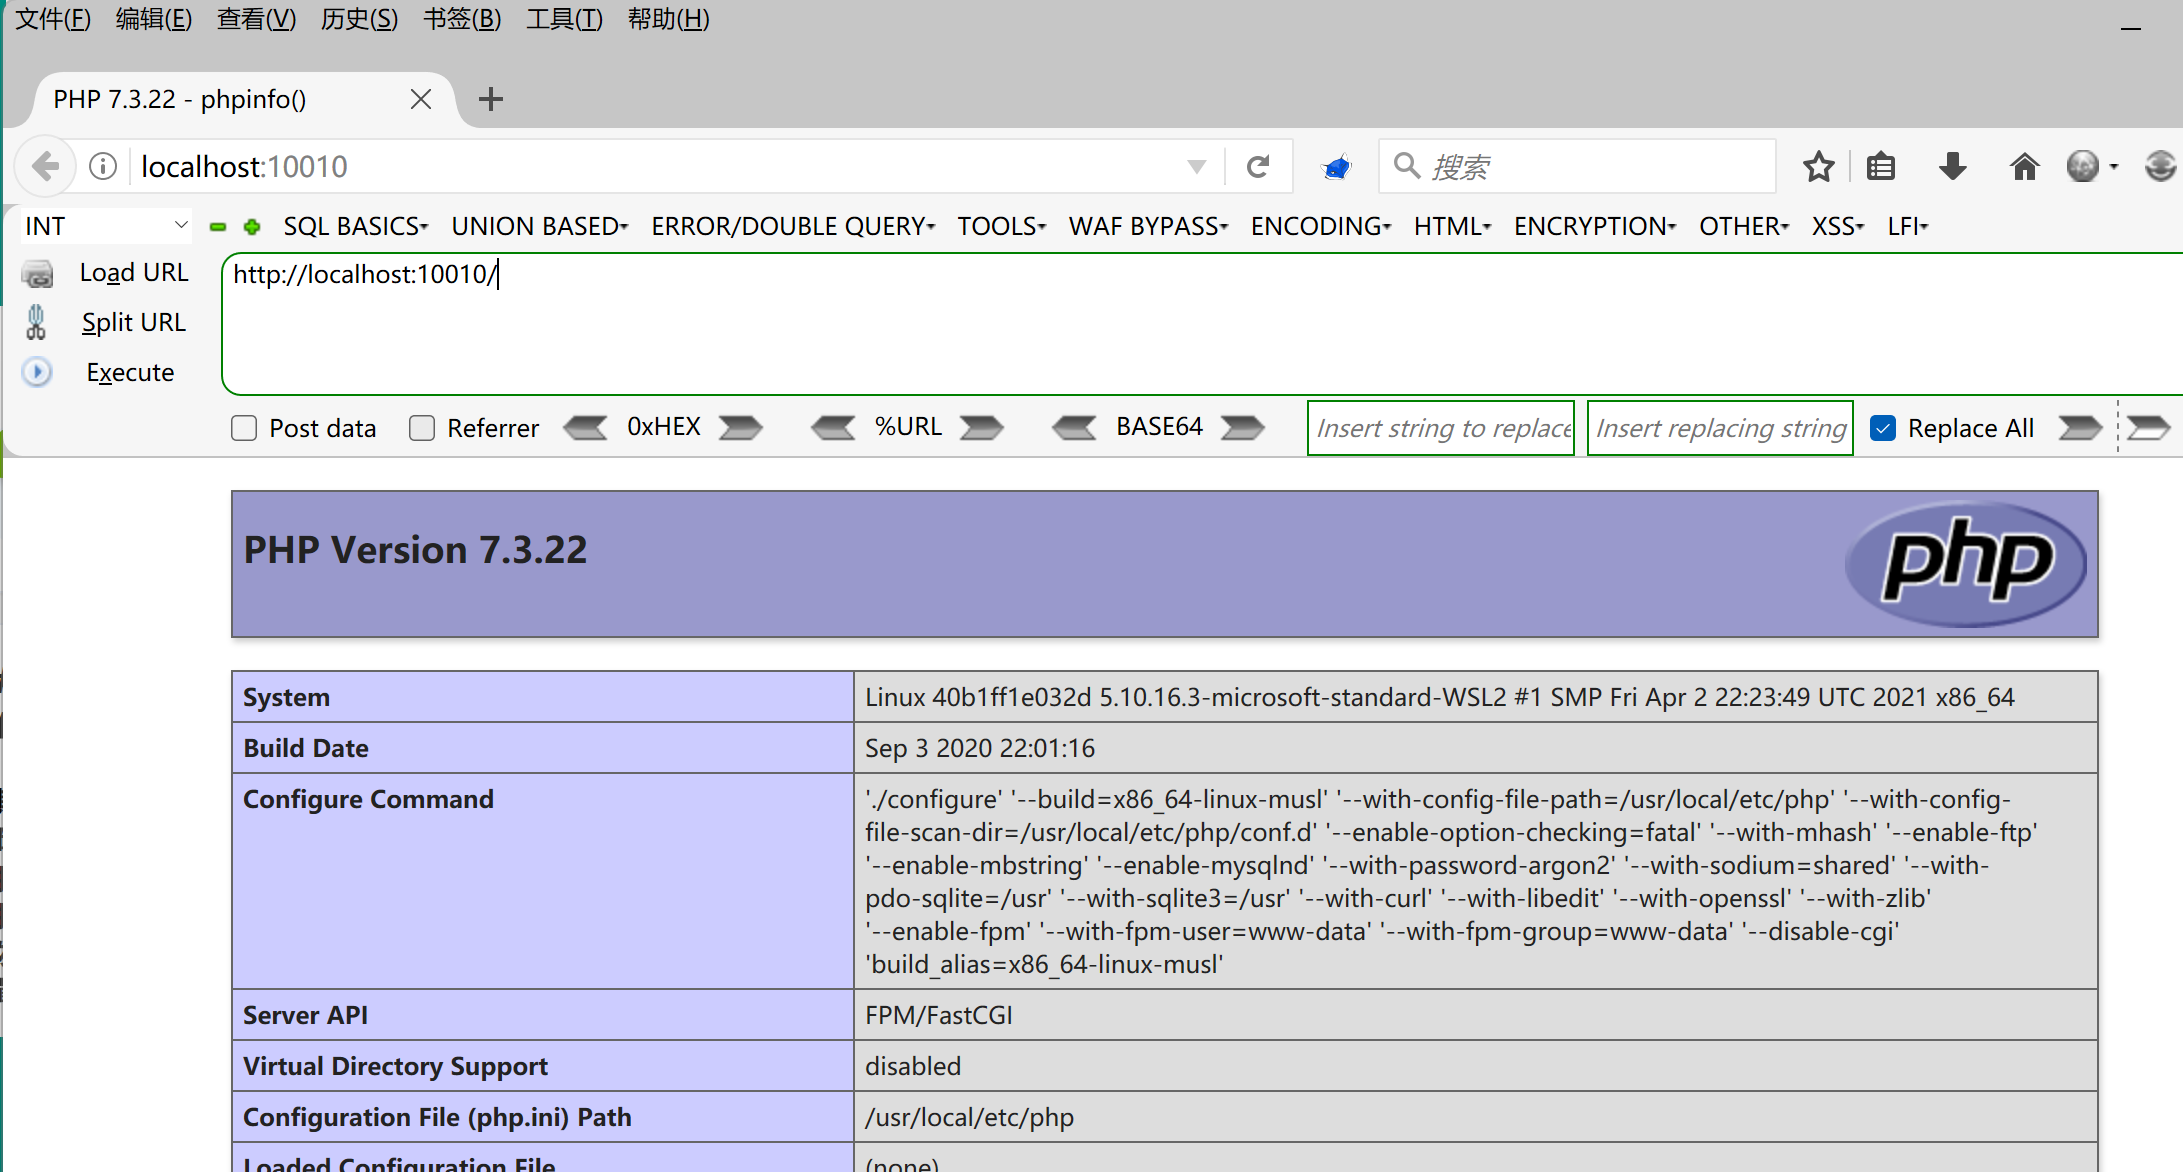 文件(F) 编辑(E) 查看(V) 历史(S) 书签(B) 工具(T) 帮助(H)
PHP 7.3.22 - phpinfo()
localhost:10010
搜索
INT
SQL BASICS UNION BASED ERROR/DOUBLE QUERY TOOLS WAF BYPASS ENCODING HTML ENCRYPTION OTHER XSS LFI
Load URL
http://localhost:10010/
Split URL
Execute
Post data Referrer 0xHEX %URL BASE64 Insert string to replace Insert replacing string Replace All
PHP Version 7.3.22
php
System Linux 40b1ff1e032d 5.10.16.3-microsoft-standard-WSL2 #1 SMP Fri Apr 2 22:23:49 UTC 2021 x86_64
Build Date Sep 3 2020 22:01:16
Configure Command './configure' '--build=x86_64-linux-musl' '--with-config-file-path=/usr/local/etc/php' '--with-config-
file-scan-dir=/usr/local/etc/php/conf.d' '--enable-option-checking=fatal' '--with-mhash' '--enable-ftp'
'--enable-mbstring' '--enable-mysqlnd' '--with-password-argon2' '--with-sodium=shared' '--with-
pdo-sqlite=/usr' '--with-sqlite3=/usr' '--with-curl' '--with-libedit' '--with-openssl' '--with-zlib'
'--enable-fpm' '--with-fpm-user=www-data' '--with-fpm-group=www-data' '--disable-cgi'
'build_alias=x86_64-linux-musl'
Server API FPM/FastCGI
Virtual Directory Support disabled
Configuration File (php.ini) Path /usr/local/etc/php
Loaded Configuration File (none)